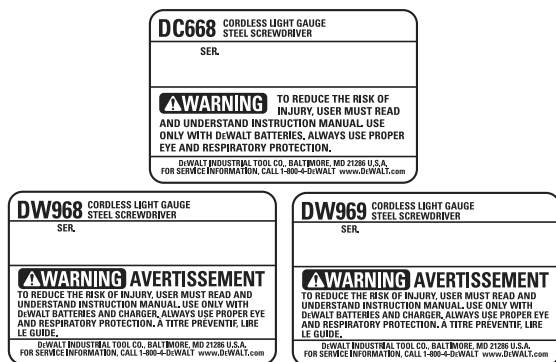 DC668 CORDLESS LIGHT GAUGE
STEEL SCREWDRIVER
SER.
WARNING TO REDUCE THE RISK OF
INJURY, USER MUST READ
AND UNDERSTAND INSTRUCTION MANUAL. USE
ONLY WITH DEWALT BATTERIES. ALWAYS USE PROPER
EYE AND RESPIRATORY PROTECTION.
DEWALT INDUSTRIAL TOOL CO., BALTIMORE, MD 21286 U.S.A.
FOR SERVICE INFORMATION, CALL 1-800-4-DEWALT www.DEWALT.com
DW968 CORDLESS LIGHT GAUGE
STEEL SCREWDRIVER
SER.
WARNING AVERTISSEMENT
TO REDUCE THE RISK OF INJURY, USER MUST READ AND
UNDERSTAND INSTRUCTION MANUAL. USE ONLY WITH
DEWALT BATTERIES AND CHARGER. ALWAYS USE PROPER EYE
AND RESPIRATORY PROTECTION. A TITRE PRÉVENTIF, LIRE
LE GUIDE.
DEWALT INDUSTRIAL TOOL CO., BALTIMORE, MD 21286 U.S.A.
FOR SERVICE INFORMATION, CALL 1-800-4-DEWALT www.DEWALT.com
DW969 CORDLESS LIGHT GAUGE
STEEL SCREWDRIVER
SER.
WARNING AVERTISSEMENT
TO REDUCE THE RISK OF INJURY, USER MUST READ AND
UNDERSTAND INSTRUCTION MANUAL. USE ONLY WITH
DEWALT BATTERIES AND CHARGER. ALWAYS USE PROPER EYE
AND RESPIRATORY PROTECTION. A TITRE PRÉVENTIF, LIRE
LE GUIDE.
DEWALT INDUSTRIAL TOOL CO., BALTIMORE, MD 21286 U.S.A.
FOR SERVICE INFORMATION, CALL 1-800-4-DEWALT www.DEWALT.com